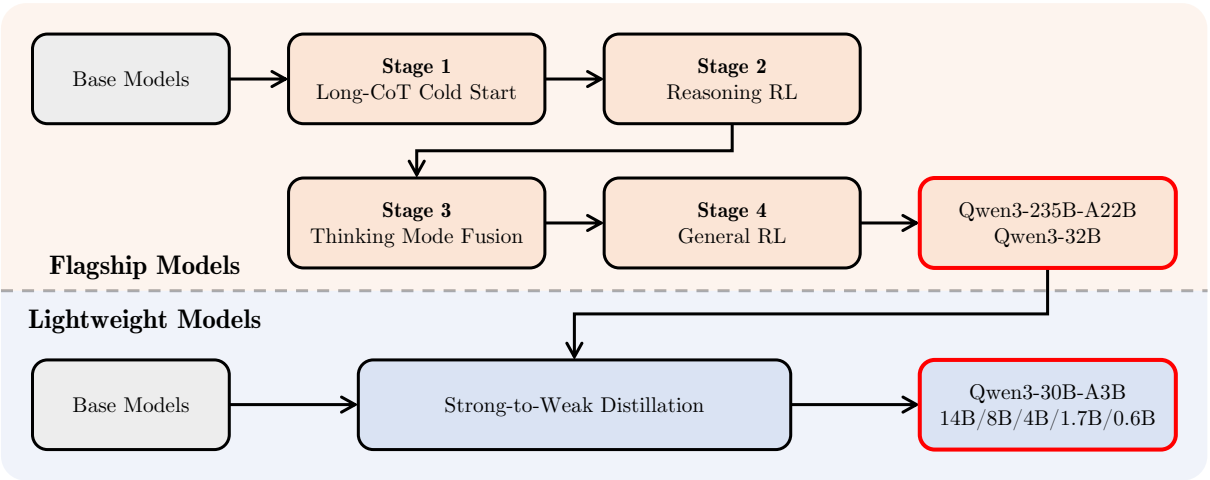 Base Models
Stage 1
Long-CoT Cold Start
Stage 2
Reasoning RL
Stage 3
Thinking Mode Fusion
Stage 4
General RL
Qwen3-235B-A22B
Qwen3-32B
Flagship Models
Lightweight Models
Base Models
Strong-to-Weak Distillation
Qwen3-30B-A3B
14B/8B/4B/1.7B/0.6B